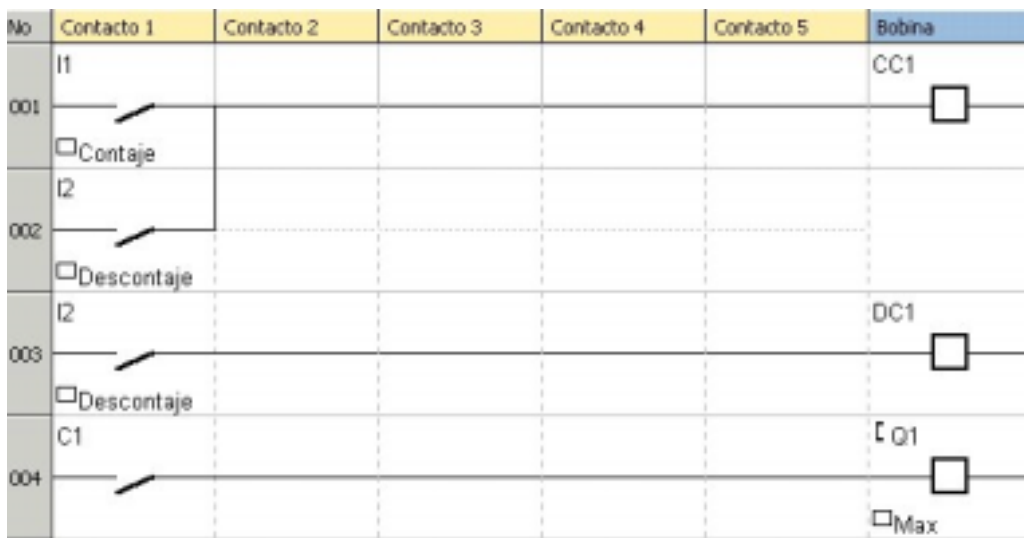 No Contacto 1 Contacto 2 Contacto 3 Contacto 4 Contacto 5 Bobina
I1 CC1
001
Contaje
I2
002
Descontaje
I2 DC1
003
Descontaje
C1 [ Q1
004
Max